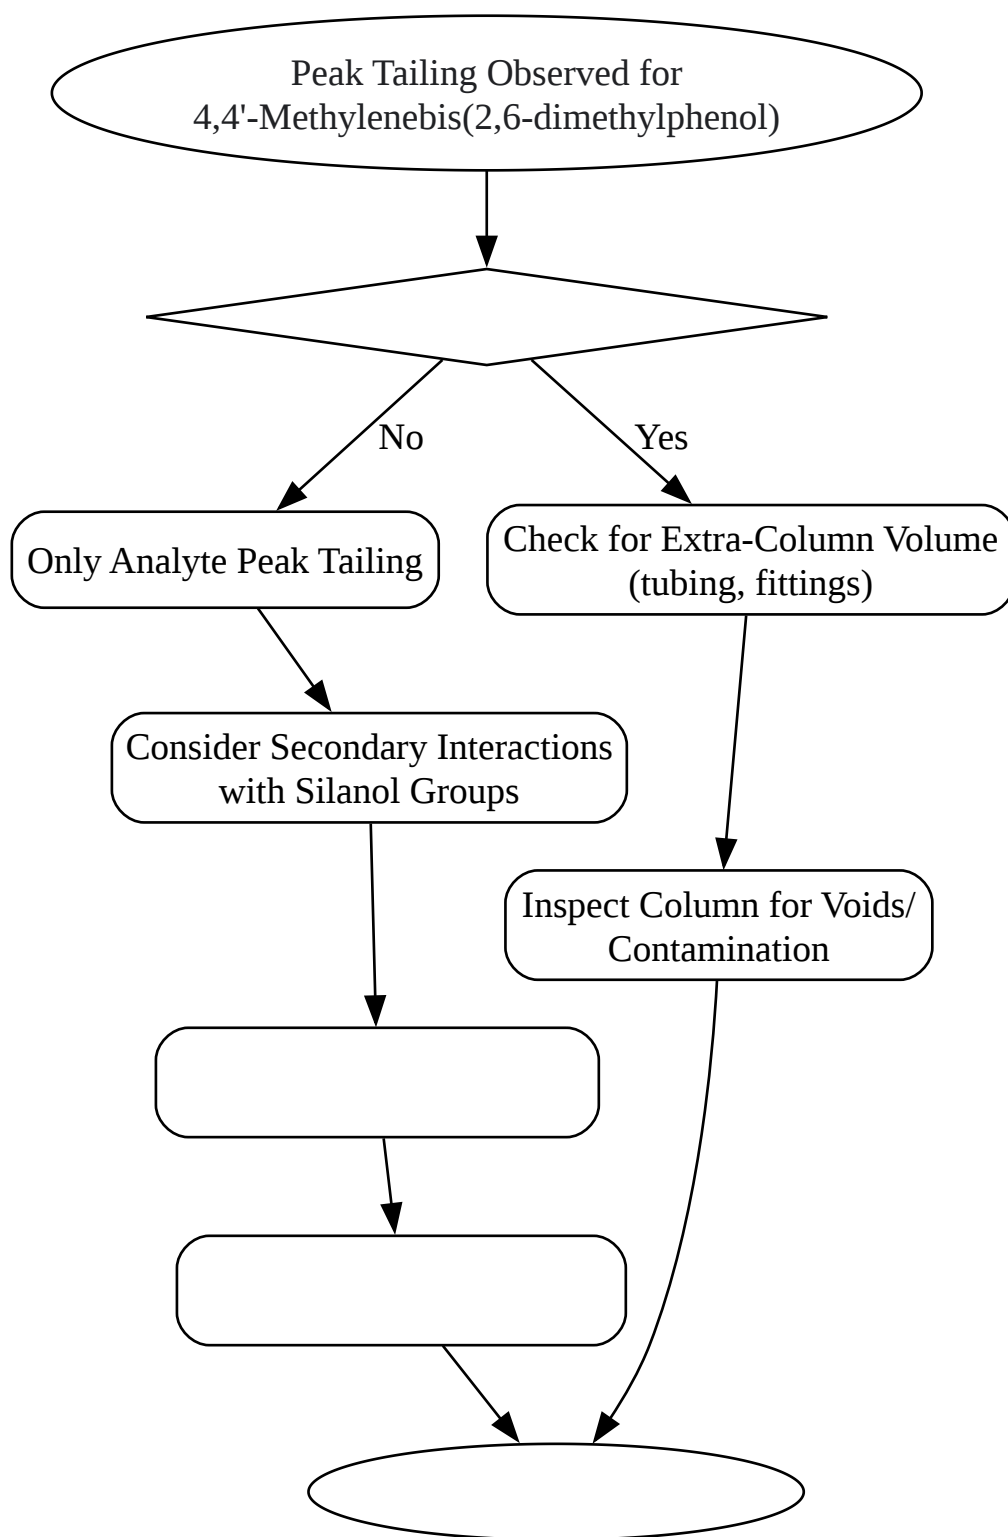 Peak Tailing Observed for
4,4'-Methylenebis(2,6-dimethylphenol)
No
Yes
Only Analyte Peak Tailing
Check for Extra-Column Volume
(tubing, fittings)
Consider Secondary Interactions
with Silanol Groups
Inspect Column for Voids/
Contamination